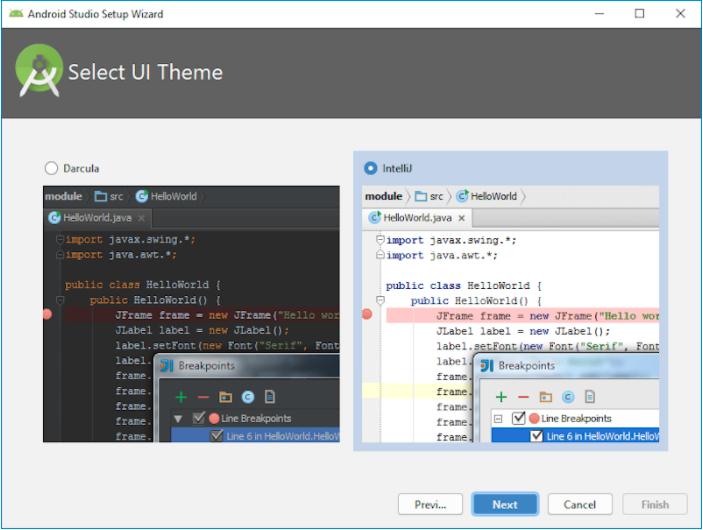 Android Studio Setup Wizard
Select UI Theme
Darcula
module src HelloWorld
HelloWorld.java ×
import javax.swing.*;
import java.awt.*;
public class HelloWorld {
public HelloWorld() {
JFrame frame = new JFrame("Hello wor
JLabel label = new JLabel();
label.setFont(new Font("Serif", Font
label.
frame.
frame.
frame.
frame.
frame.
Breakpoints
Line Breakpoints
Line 6 in HelloWorld.HelloW
IntelliJ
module src HelloWorld
HelloWorld.java ×
import javax.swing.*;
import java.awt.*;
public class HelloWorld {
public HelloWorld() {
JFrame frame = new JFrame("Hello wor
JLabel label = new JLabel();
label.setFont(new Font("Serif", Font
label.
frame.
frame.
frame.
frame.
frame.
Breakpoints
Line Breakpoints
Line 6 in HelloWorld.HelloW
Previ... Next Cancel Finish